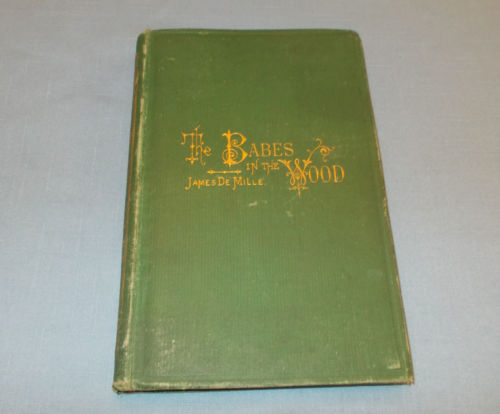 The Babes
in the Wood
James De Mille.